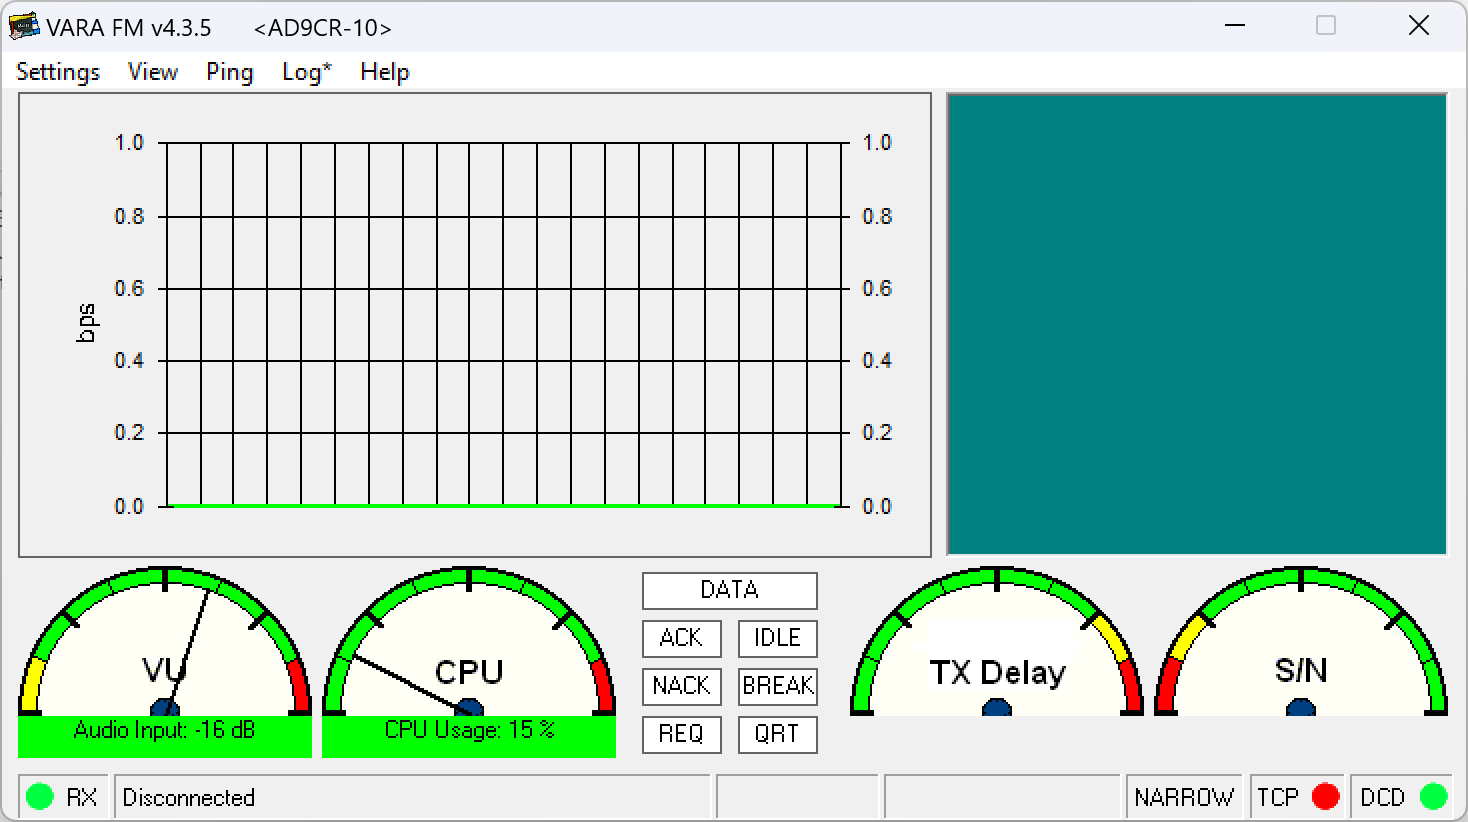 VARA FM v4.3.5 <AD9CR-10>
Settings View Ping Log* Help
1.0 1.0
0.8 0.8
0.6 0.6
bps
0.4 0.4
0.2 0.2
0.0 0.0
VU
Audio Input: -16 dB
CPU
CPU Usage: 15 %
DATA
ACK IDLE
NACK BREAK
REQ QRT
TX Delay
S/N
RX Disconnected NARROW TCP DCD